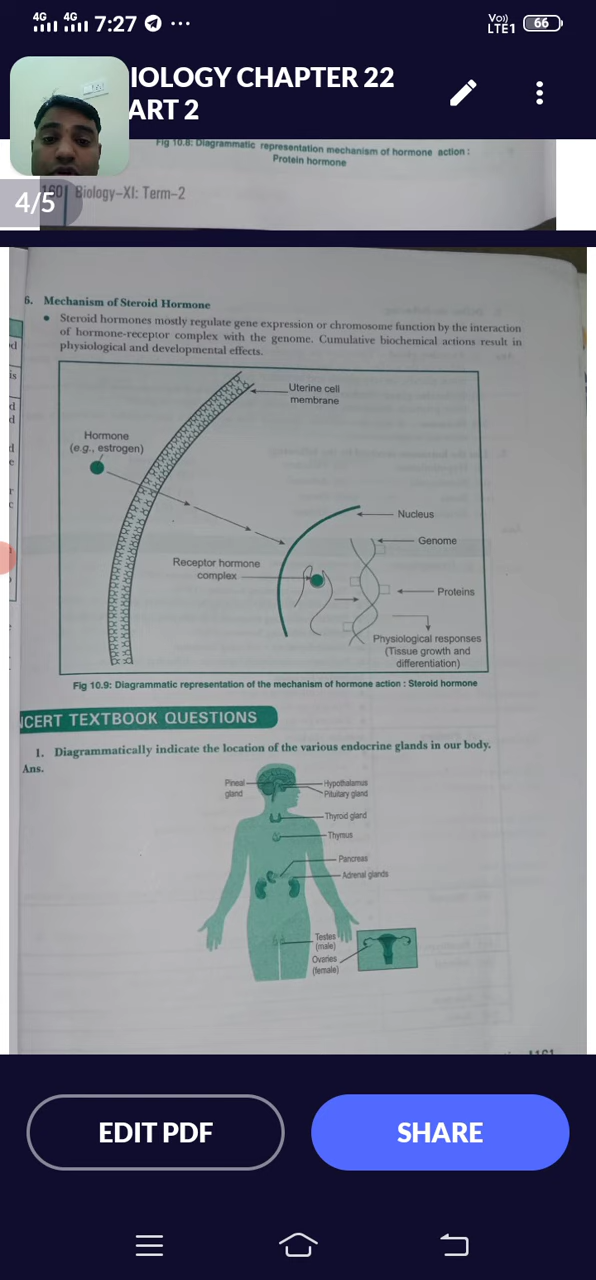 4G 4G 7:27
Vo))
LTE1
66
IOLOGY CHAPTER 22
ART 2
Fig 10.8: Diagrammatic representation mechanism of hormone action :
Protein hormone
4/5
160 Biology–XI: Term–2
6. Mechanism of Steroid Hormone
• Steroid hormones mostly regulate gene expression or chromosome function by the interaction
of hormone-receptor complex with the genome. Cumulative biochemical actions result in
physiological and developmental effects.
Uterine cell
membrane
Hormone
(e.g., estrogen)
Nucleus
Genome
Receptor hormone
complex
Proteins
Physiological responses
(Tissue growth and
differentiation)
Fig 10.9: Diagrammatic representation of the mechanism of hormone action : Steroid hormone
NCERT TEXTBOOK QUESTIONS
1. Diagrammatically indicate the location of the various endocrine glands in our body.
Ans.
Pineal
gland
Hypothalamus
Pituitary gland
Thyroid gland
Thymus
Pancreas
Adrenal glands
Testes
(male)
Ovaries
(female)
EDIT PDF
SHARE